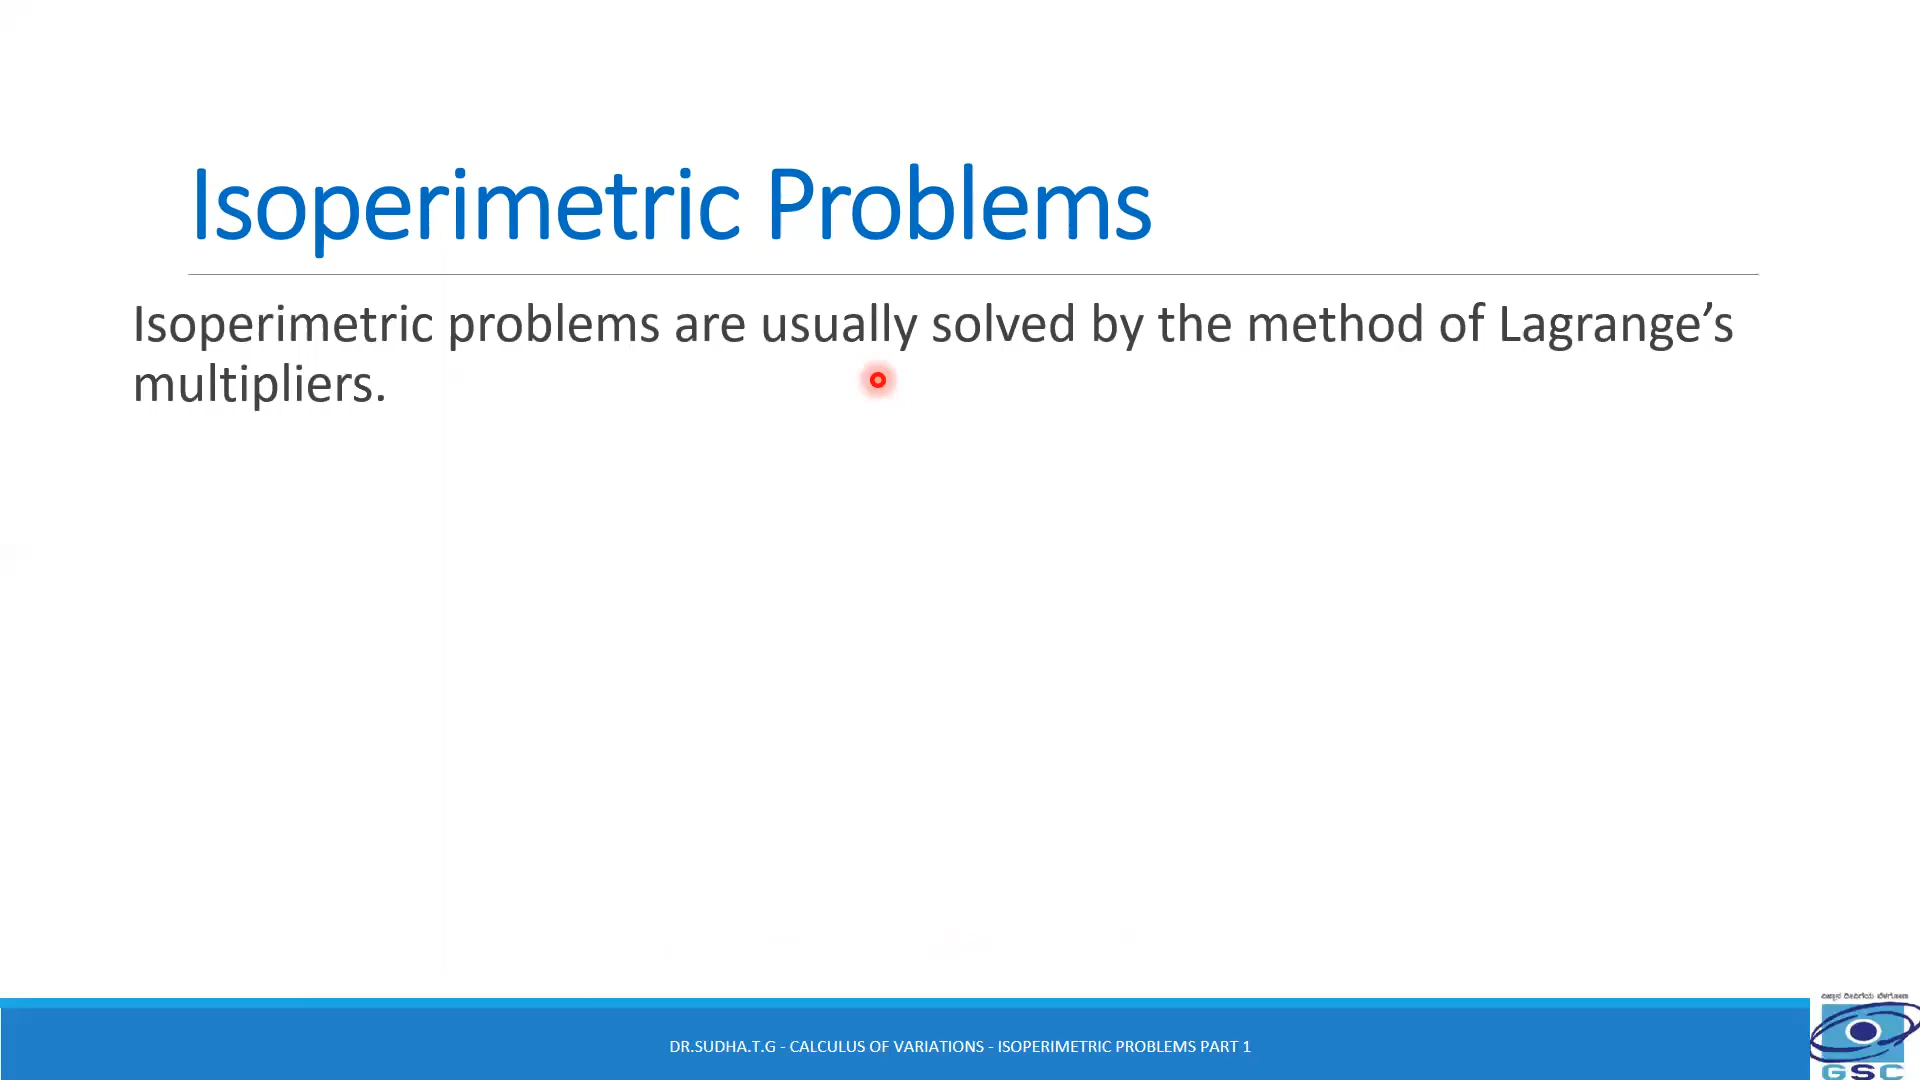 Isoperimetric Problems
Isoperimetric problems are usually solved by the method of Lagrange’s
multipliers.
DR.SUDHA.T.G - CALCULUS OF VARIATIONS - ISOPERIMETRIC PROBLEMS PART 1
GSC